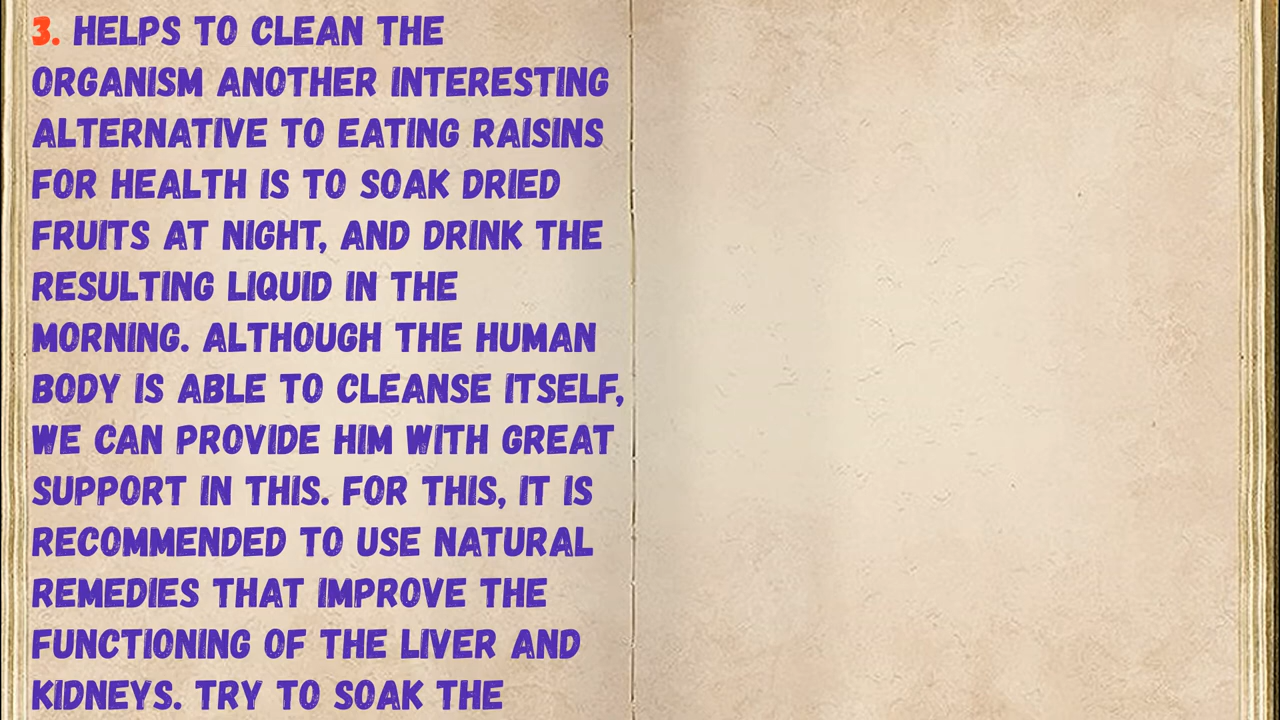 3. HELPS TO CLEAN THE
ORGANISM ANOTHER INTERESTING
ALTERNATIVE TO EATING RAISINS
FOR HEALTH IS TO SOAK DRIED
FRUITS AT NIGHT, AND DRINK THE
RESULTING LIQUID IN THE
MORNING. ALTHOUGH THE HUMAN
BODY IS ABLE TO CLEANSE ITSELF,
WE CAN PROVIDE HIM WITH GREAT
SUPPORT IN THIS. FOR THIS, IT IS
RECOMMENDED TO USE NATURAL
REMEDIES THAT IMPROVE THE
FUNCTIONING OF THE LIVER AND
KIDNEYS. TRY TO SOAK THE